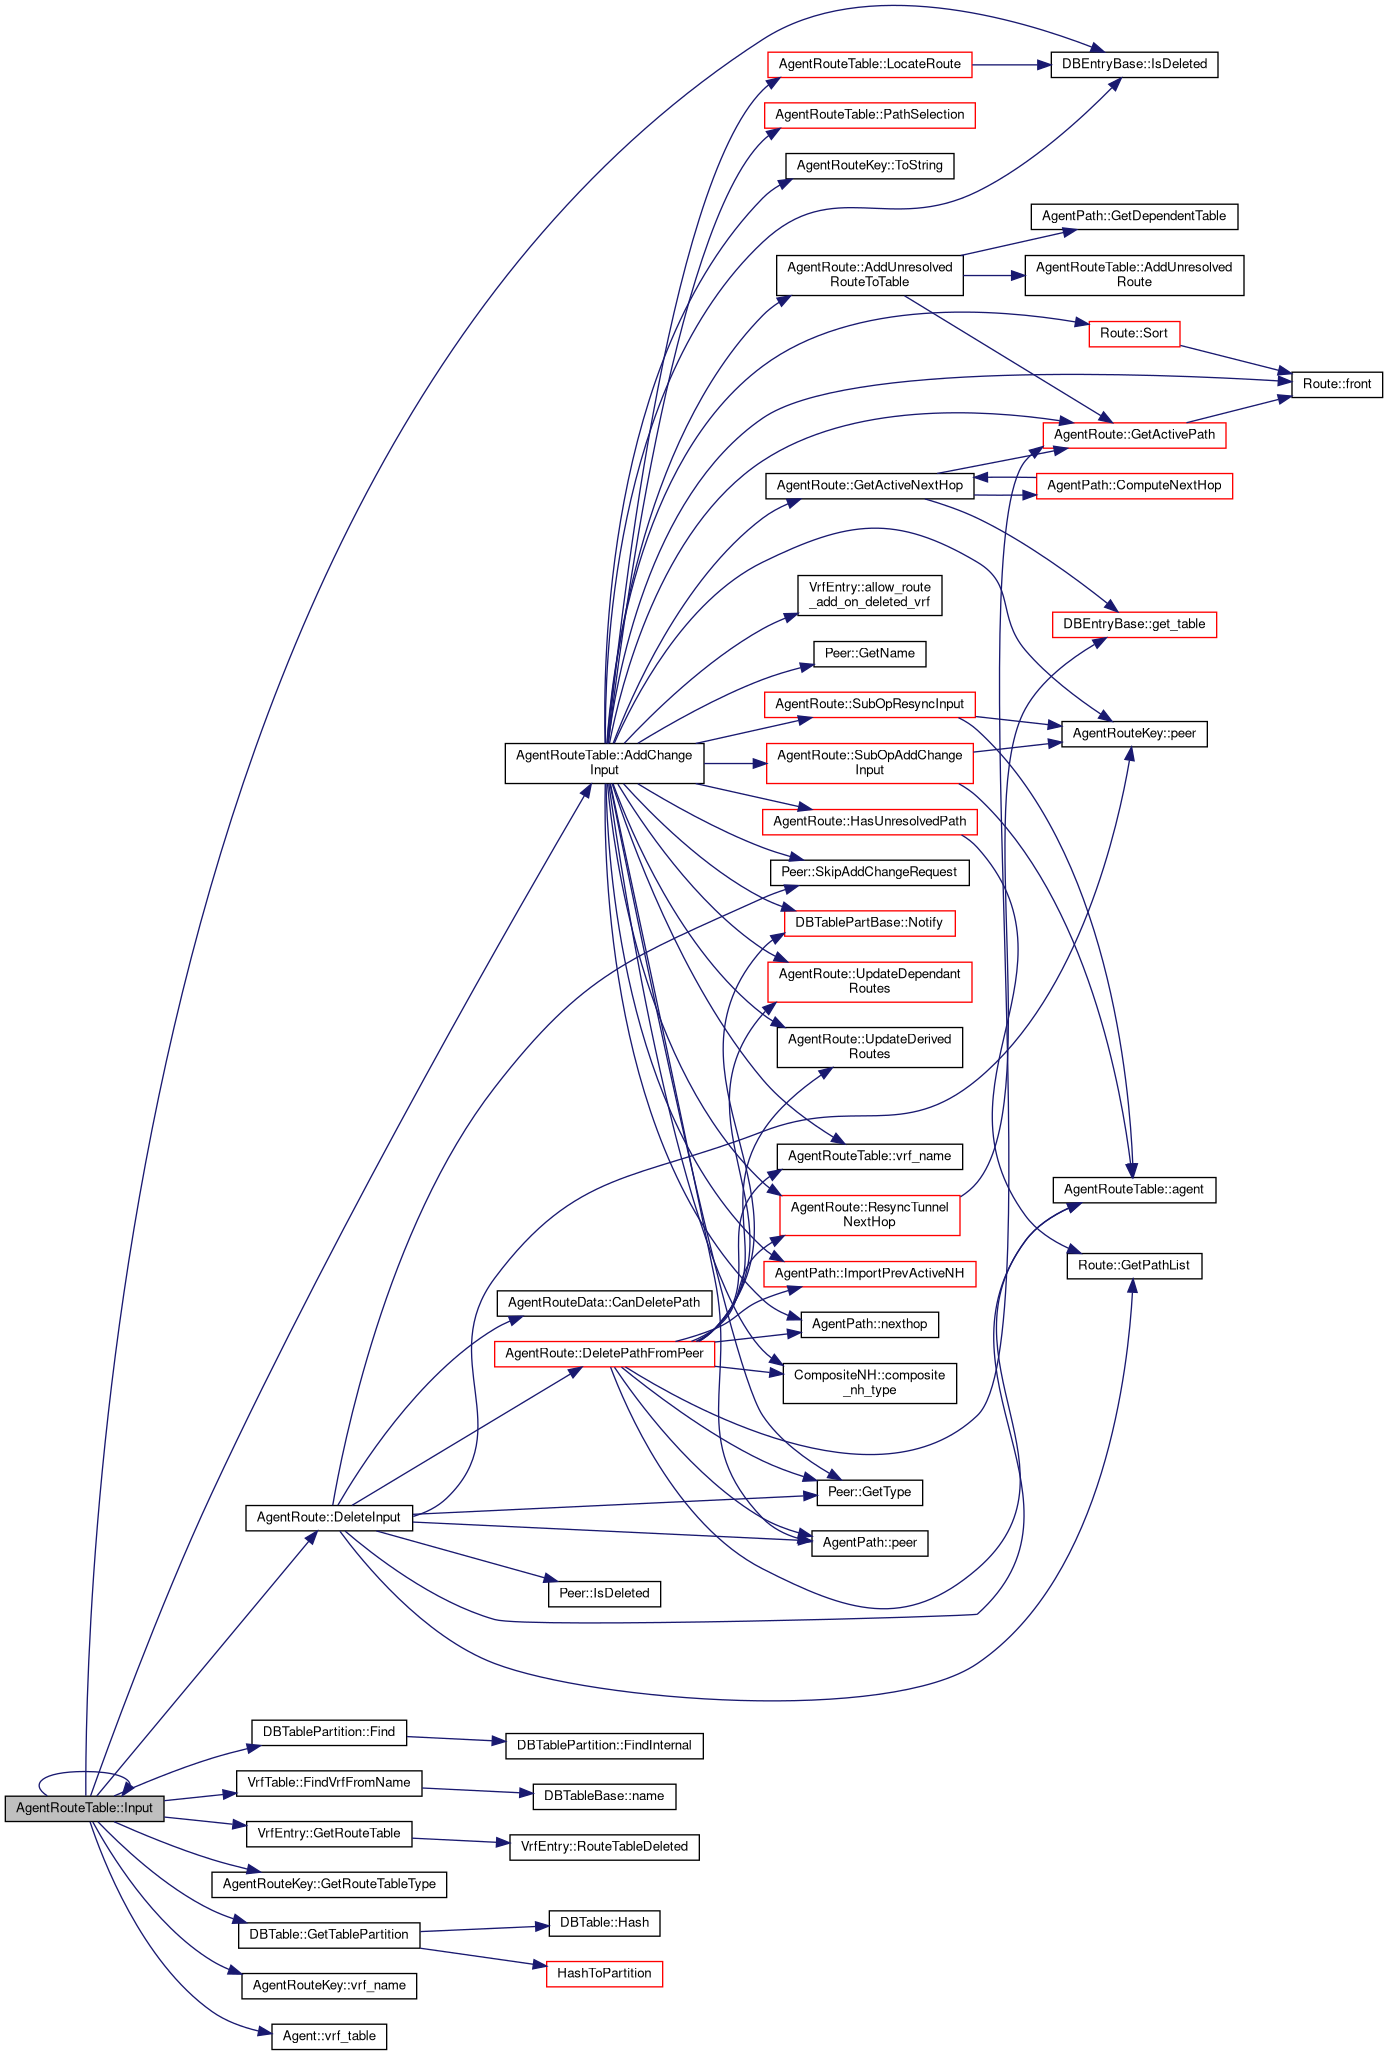 AgentRouteTable::LocateRoute
DBEntryBase::IsDeleted
AgentRouteTable::PathSelection
AgentRouteKey::ToString
AgentPath::GetDependentTable
AgentRoute::AddUnresolved
RouteToTable
AgentRouteTable::AddUnresolved
Route
Route::Sort
Route::front
AgentRoute::GetActivePath
AgentRoute::GetActiveNextHop
AgentPath::ComputeNextHop
VrfEntry::allow_route
_add_on_deleted_vrf
DBEntryBase::get_table
Peer::GetName
AgentRoute::SubOpResyncInput
AgentRouteKey::peer
AgentRouteTable::AddChange
Input
AgentRoute::SubOpAddChange
Input
AgentRoute::HasUnresolvedPath
Peer::SkipAddChangeRequest
DBTablePartBase::Notify
AgentRoute::UpdateDependant
Routes
AgentRoute::UpdateDerived
Routes
AgentRouteTable::vrf_name
AgentRouteTable::agent
AgentRoute::ResyncTunnel
NextHop
Route::GetPathList
AgentPath::ImportPrevActiveNH
AgentRouteData::CanDeletePath
AgentPath::nexthop
AgentRoute::DeletePathFromPeer
CompositeNH::composite
_nh_type
Peer::GetType
AgentRoute::DeleteInput
AgentPath::peer
Peer::IsDeleted
DBTablePartition::Find
DBTablePartition::FindInternal
VrfTable::FindVrfFromName
DBTableBase::name
AgentRouteTable::Input
VrfEntry::GetRouteTable
VrfEntry::RouteTableDeleted
AgentRouteKey::GetRouteTableType
DBTable::GetTablePartition
DBTable::Hash
HashToPartition
AgentRouteKey::vrf_name
Agent::vrf_table